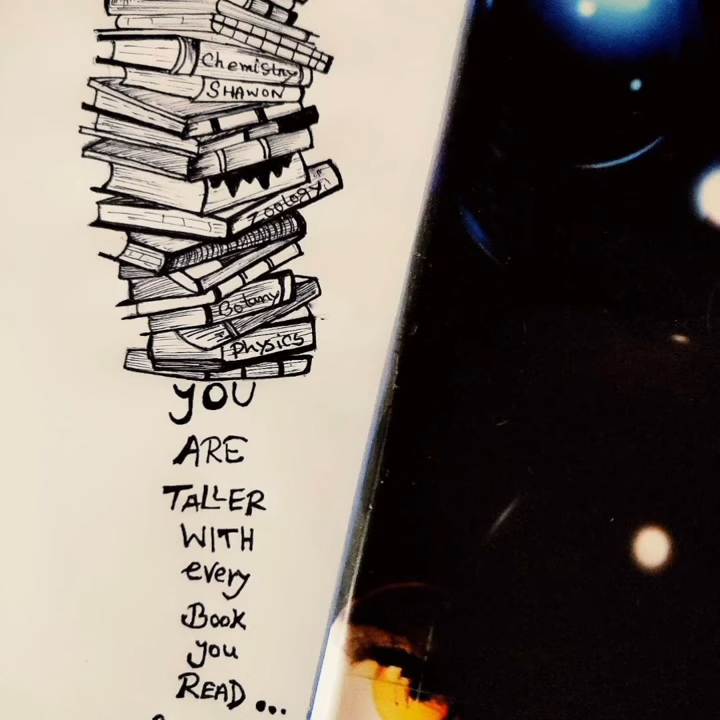 Chemistry
SHAWON
Zoology
Botany
Physics
YOU
ARE
TALLER
WITH
every
Book
you
READ...